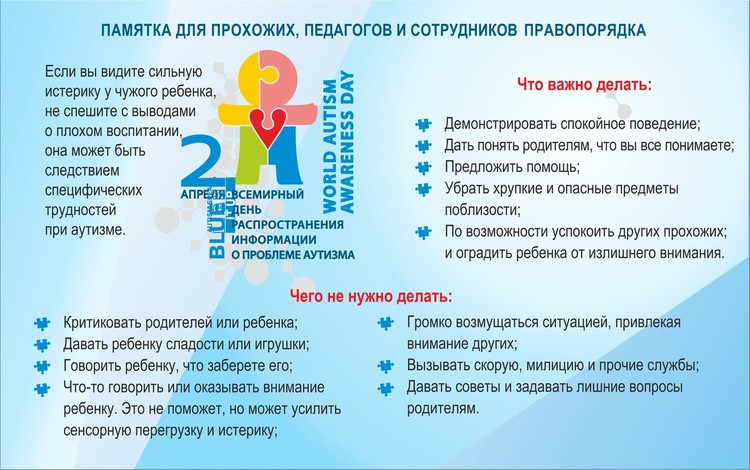 ПАМЯТКА ДЛЯ ПРОХОЖИХ, ПЕДАГОГОВ И СОТРУДНИКОВ ПРАВОПОРЯДКА
Если вы видите сильную
истерику у чужого ребенка,
не спешите с выводами
о плохом воспитании,
она может быть
следствием
специфических
трудностей
при аутизме.
2
АПРЕЛЯ ВСЕМИРНЫЙ
ДЕНЬ
РАСПРОСТРАНЕНИЯ
ИНФОРМАЦИИ
О ПРОБЛЕМЕ АУТИЗМА
BLUE
WORLD AUTISM
AWARENESS DAY
Что важно делать:
Демонстрировать спокойное поведение;
Дать понять родителям, что вы все понимаете;
Предложить помощь;
Убрать хрупкие и опасные предметы
поблизости;
По возможности успокоить других прохожих;
и оградить ребенка от излишнего внимания.
Чего не нужно делать:
Критиковать родителей или ребенка;
Давать ребенку сладости или игрушки;
Говорить ребенку, что заберете его;
Что-то говорить или оказывать внимание
ребенку. Это не поможет, но может усилить
сенсорную перегрузку и истерику;
Громко возмущаться ситуацией, привлекая
внимание других;
Вызывать скорую, милицию и прочие службы;
Давать советы и задавать лишние вопросы
родителям.